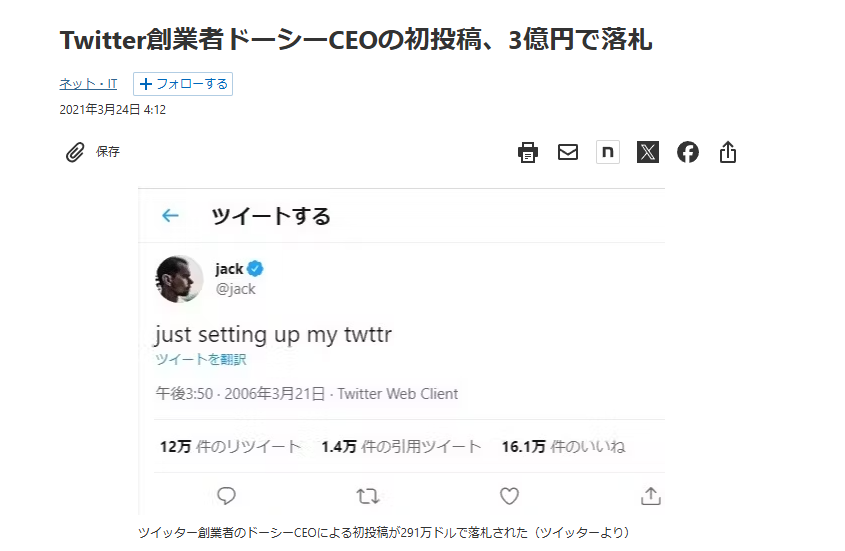 Twitter創業者ドーシーCEOの初投稿、3億円で落札
ネット・IT
+ フォローする
2021年3月24日 4:12
保存
n
X
f
← ツイートする
jack
@jack
just setting up my twttr
ツイートを翻訳
午後3:50 · 2006年3月21日 · Twitter Web Client
12万 件のリツイート 1.4万 件の引用ツイート 16.1万 件のいいね
ツイッター創業者のドーシーCEOによる初投稿が291万ドルで落札された（ツイッターより）